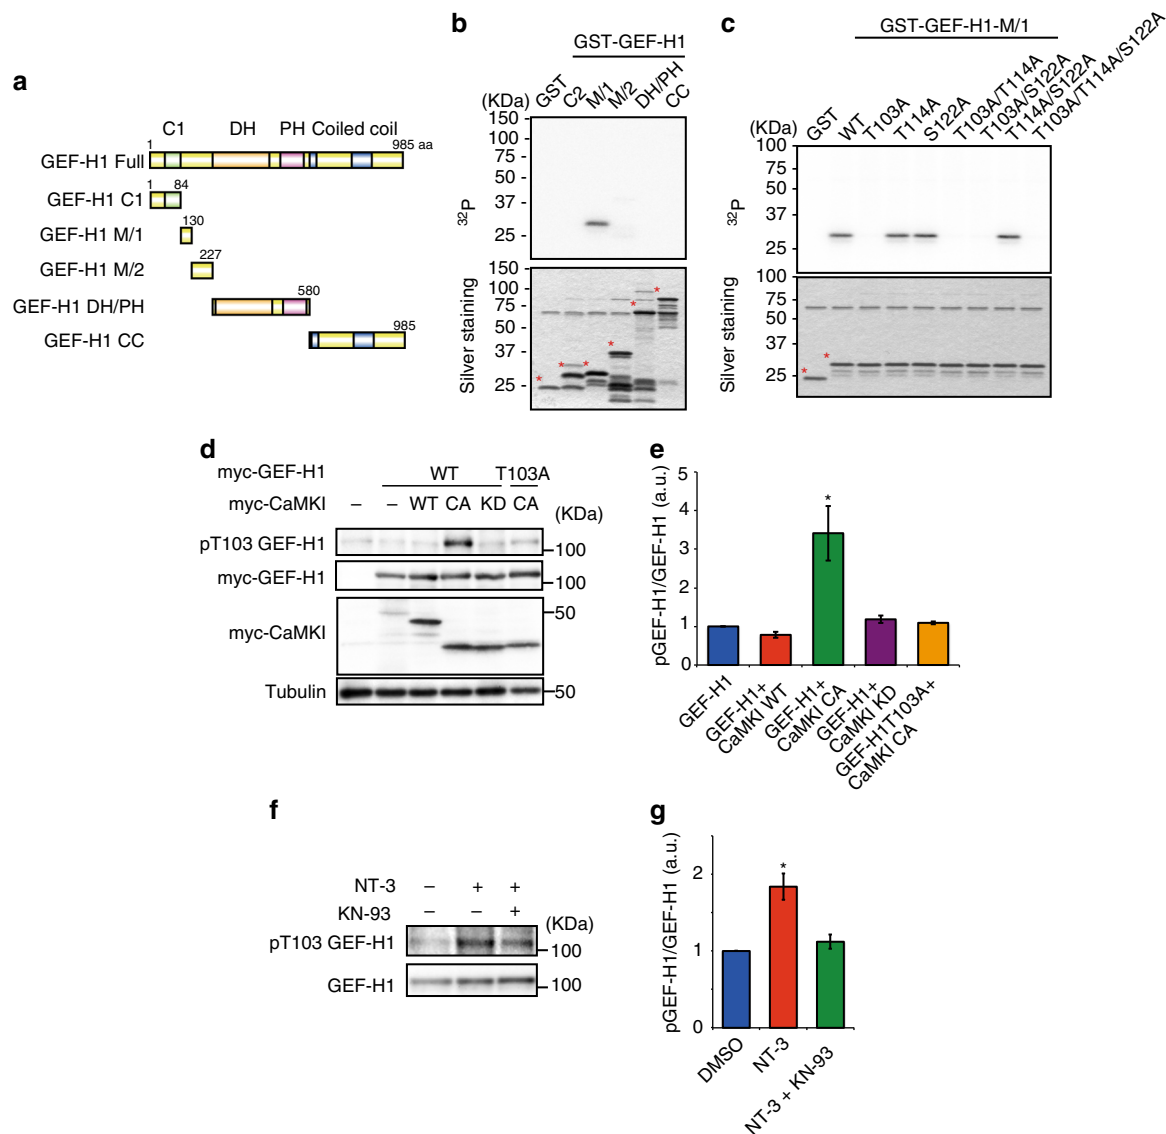 a
C1 DH PH Coiled coil
1 985 aa
GEF-H1 Full
1 84
GEF-H1 C1
130
GEF-H1 M/1
227
GEF-H1 M/2
580
GEF-H1 DH/PH
985
GEF-H1 CC
b
GST-GEF-H1
(KDa) GST C2 M/1 M/2 DH/PH CC
150 -
100 -
75 -
50 -
37 -
25 -
32P
150 -
100 -
75 -
50 -
37 -
25 -
Silver staining
* * * * * *
c
GST-GEF-H1-M/1
(KDa) GST WT T103A T114A S122A T103A/T114A T103A/S122A T114A/S122A T103A/T114A/S122A
100
75
50
37
25
32P
100
75
50
37
25
Silver staining
* *
d
myc-GEF-H1 WT T103A
myc-CaMKI – – WT CA KD CA (KDa)
pT103 GEF-H1 100
myc-GEF-H1 100
myc-CaMKI 50
Tubulin 50
e
pGEF-H1/GEF-H1 (a.u.)
5
4
3
2
1
0
*
GEF-H1
GEF-H1+
CaMKI WT
GEF-H1+
CaMKI CA
GEF-H1+
CaMKI KD
GEF-H1T103A+
CaMKI CA
f
NT-3 – + +
KN-93 – – +
(KDa)
pT103 GEF-H1 100
GEF-H1 100
g
pGEF-H1/GEF-H1 (a.u.)
2
1
0
*
DMSO
NT-3
NT-3 + KN-93